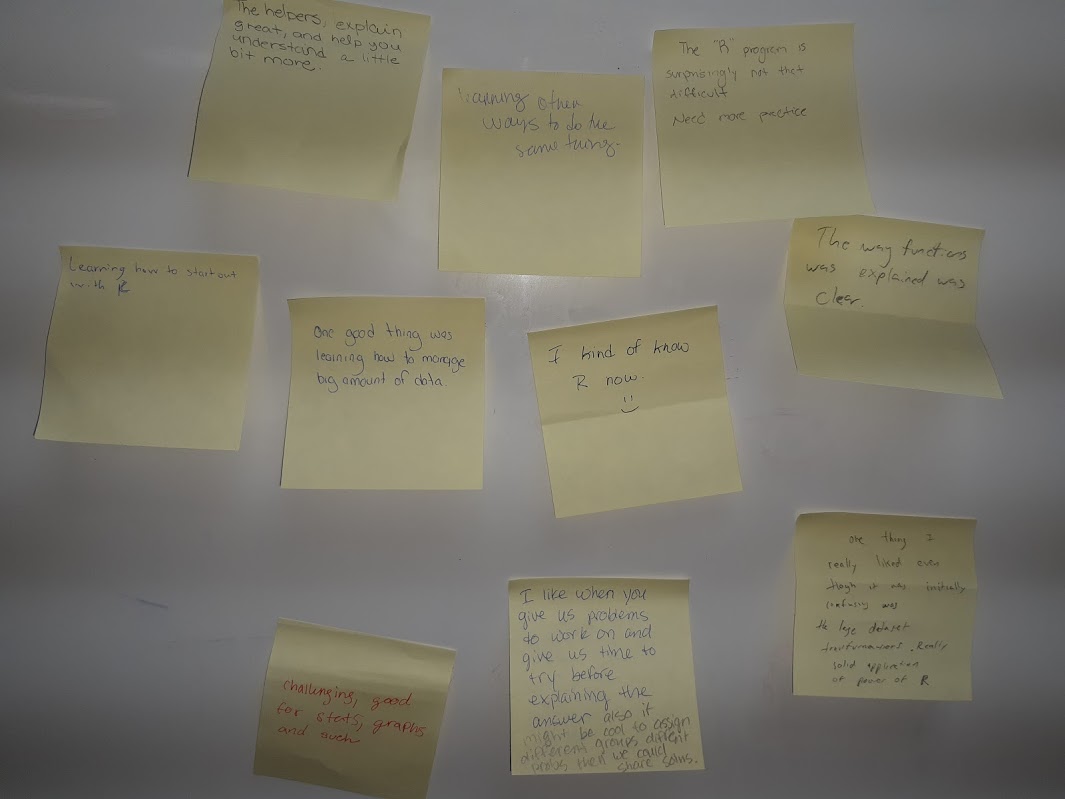 The helpers, explain
great, and help you
understand a little
bit more.
learning other
ways to do the
same thing.
The "R" program is
surprisingly not that
difficult
Need more practice
Learning how to start out
with R
One good thing was
learning how to manage
big amount of data.
I kind of know
R now.
The way functions
was explained was
clear.
challenging, good
for stats, graphs
and such
I like when you
give us problems
to work on and
give us time to
try before
explaining the
answer also it
might be cool to assign
different groups diffent
probs then we could
share solns.
one thing I
really liked even
though it was initially
confusing was
the large dataset
transformations. Really
solid
of power of R